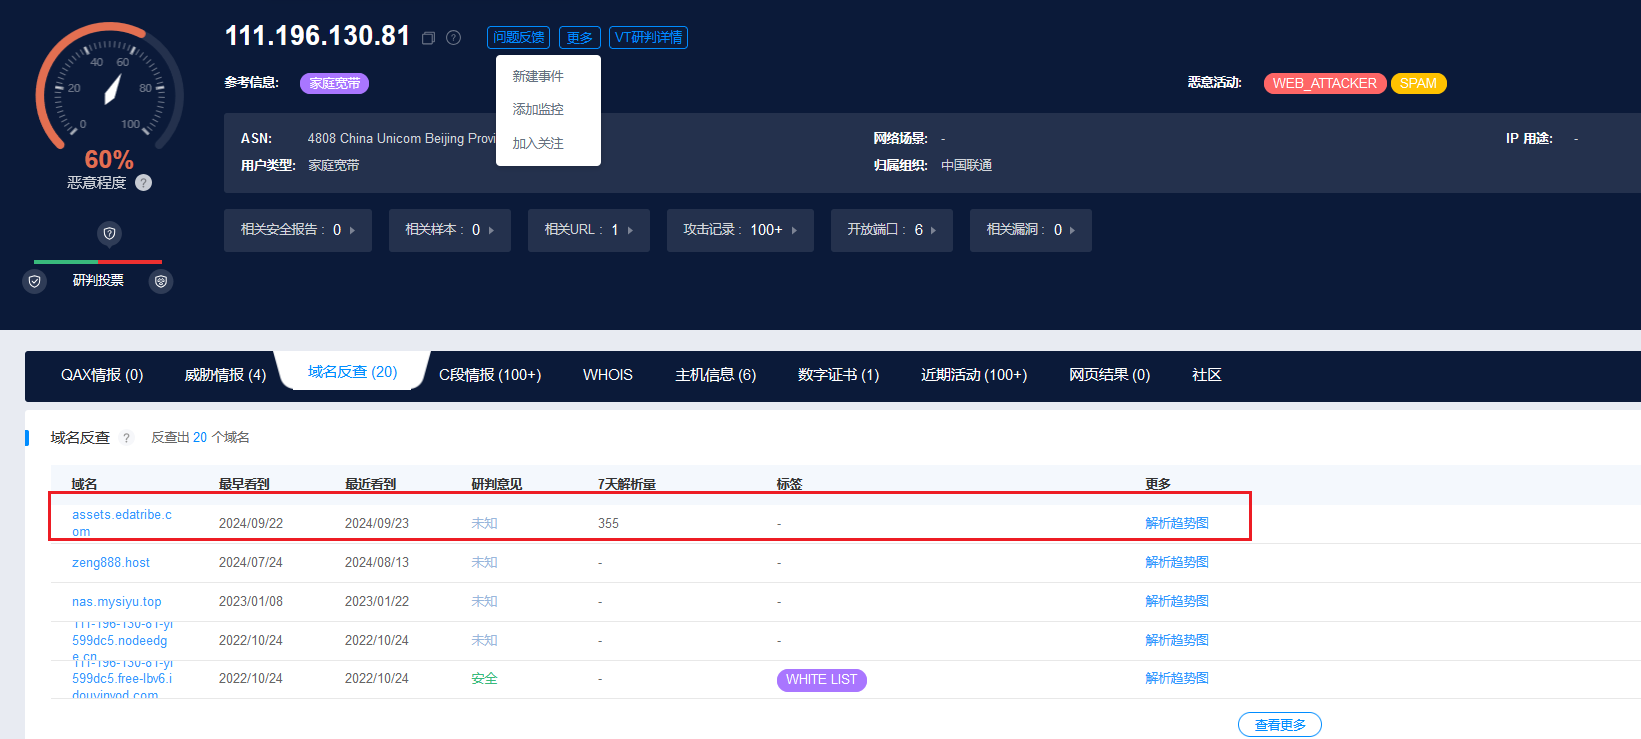 111.196.130.81
问题反馈
更多
VT研判详情
新建事件
添加监控
加入关注
参考信息:
家庭宽带
恶意活动:
WEB_ATTACKER
SPAM
0
20
40
60
80
100
60%
恶意程度 ?
研判投票
ASN: 4808 China Unicom Beijing Provi
网络场景: -
IP 用途: -
用户类型: 家庭宽带
归属组织: 中国联通
相关安全报告 : 0
相关样本 : 0
相关URL : 1
攻击记录 : 100+
开放端口 : 6
相关漏洞 : 0
QAX情报 (0)
威胁情报 (4)
域名反查 (20)
C段情报 (100+)
WHOIS
主机信息 (6)
数字证书 (1)
近期活动 (100+)
网页结果 (0)
社区
域名反查 ? 反查出 20 个域名
域名 最早看到 最近看到 研判意见 7天解析量 标签 更多
assets.edatribe.c
om
2024/09/22 2024/09/23 未知 355 - 解析趋势图
zeng888.host 2024/07/24 2024/08/13 未知 - - 解析趋势图
nas.mysiyu.top 2023/01/08 2023/01/22 未知 - - 解析趋势图
599dc5.nodeedg
e.cn
2022/10/24 2022/10/24 未知 - - 解析趋势图
599dc5.free-lbv6.i
douyinvod.com
2022/10/24 2022/10/24 安全 - WHITE LIST 解析趋势图
查看更多